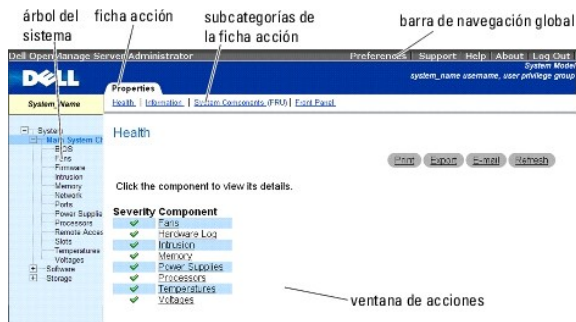 árbol del sistema
ficha acción
subcategorías de la ficha acción
barra de navegación global
Dell OpenManage Server Administrator
Preferences | Support | Help | About | Log Out
DELL
System Model
system_name username, user privilege group
Properties
System_Name
Health | Information | System Components (FRU) | Front Panel
System
Main System Ch
BIOS
Fans
Firmware
Intrusion
Memory
Network
Ports
Power Supplie
Processors
Remote Acces
Slots
Temperatures
Voltages
Software
Storage
Health
Print
Export
E-mail
Refresh
Click the component to view its details.
Severity Component
Fans
Hardware Log
Intrusion
Memory
Power Supplies
Processors
Temperatures
Voltages
ventana de acciones